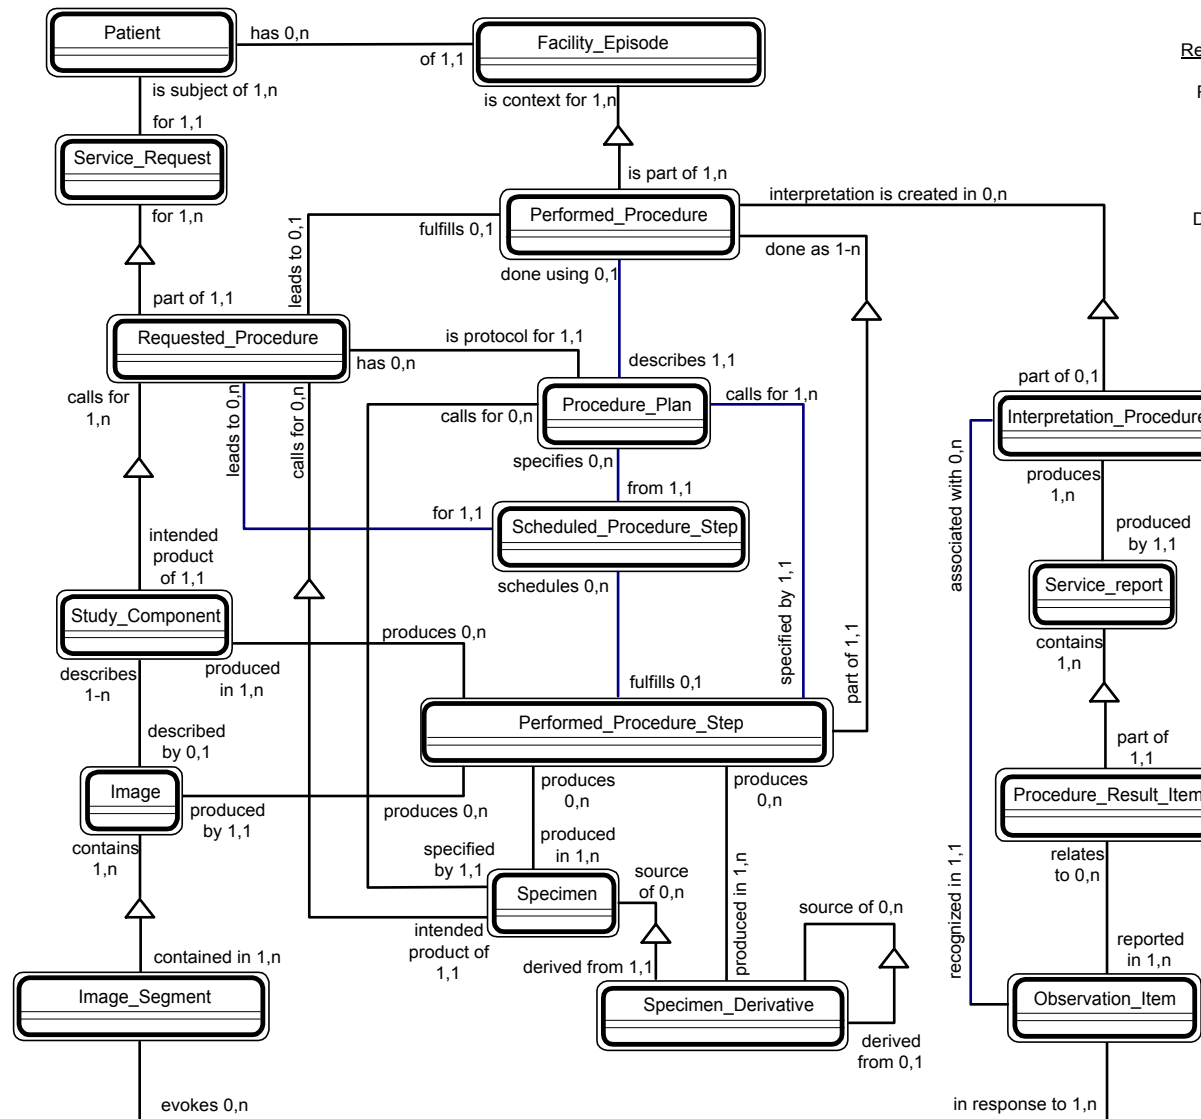 Patient
has 0,n
of 1,1
Facility_Episode
Re
is subject of 1,n
is context for 1,n
F
for 1,1
Service_Request
is part of 1,n
interpretation is created in 0,n
for 1,n
leads to 0,1
fulfills 0,1
Performed_Procedure
D
done as 1-n
done using 0,1
part of 1,1
Requested_Procedure
is protocol for 1,1
has 0,n
describes 1,1
part of 0,1
calls for
1,n
leads to 0,n
calls for 0,n
calls for 0,n
Procedure_Plan
calls for 1,n
Interpretation_Procedure
specifies 0,n
from 1,1
associated with 0,n
produces
1,n
for 1,1
Scheduled_Procedure_Step
produced
by 1,1
intended
product
of 1,1
schedules 0,n
specified by 1,1
Service_report
Study_Component
produces 0,n
part of 1,1
contains
1,n
describes
1-n
produced
in 1,n
fulfills 0,1
Performed_Procedure_Step
described
by 0,1
part of
1,1
Image
produced
by 1,1
produces 0,n
produces
0,n
produces
0,n
Procedure_Result_Item
contains
1,n
specified
by 1,1
produced
in 1,n
source
of 0,n
produced in 1,n
relates
to 0,n
recognized in 1,1
Specimen
source of 0,n
intended
product of
1,1
derived from 1,1
reported
in 1,n
contained in 1,n
Image_Segment
Specimen_Derivative
Observation_Item
derived
from 0,1
evokes 0,n
in response to 1,n